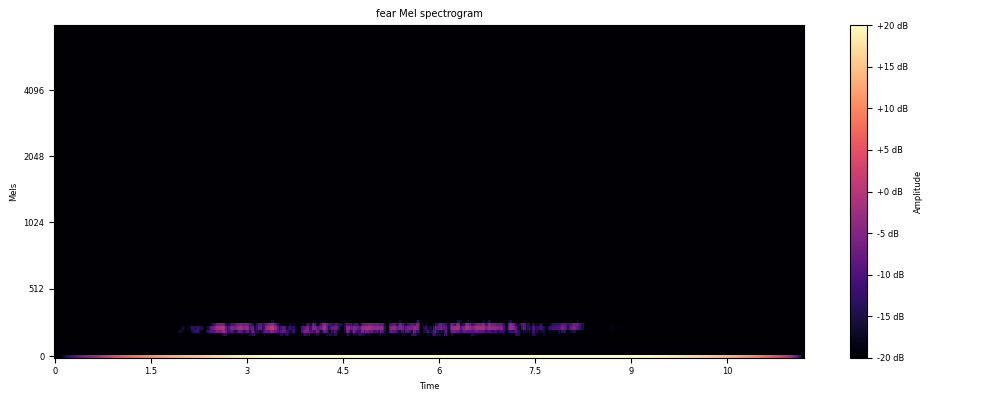 fear Mel spectrogram
Mels
4096
2048
1024
512
0
0 1.5 3 4.5 6 7.5 9 10
Time
+20 dB
+15 dB
+10 dB
+5 dB
+0 dB
-5 dB
-10 dB
-15 dB
-20 dB
Amplitude